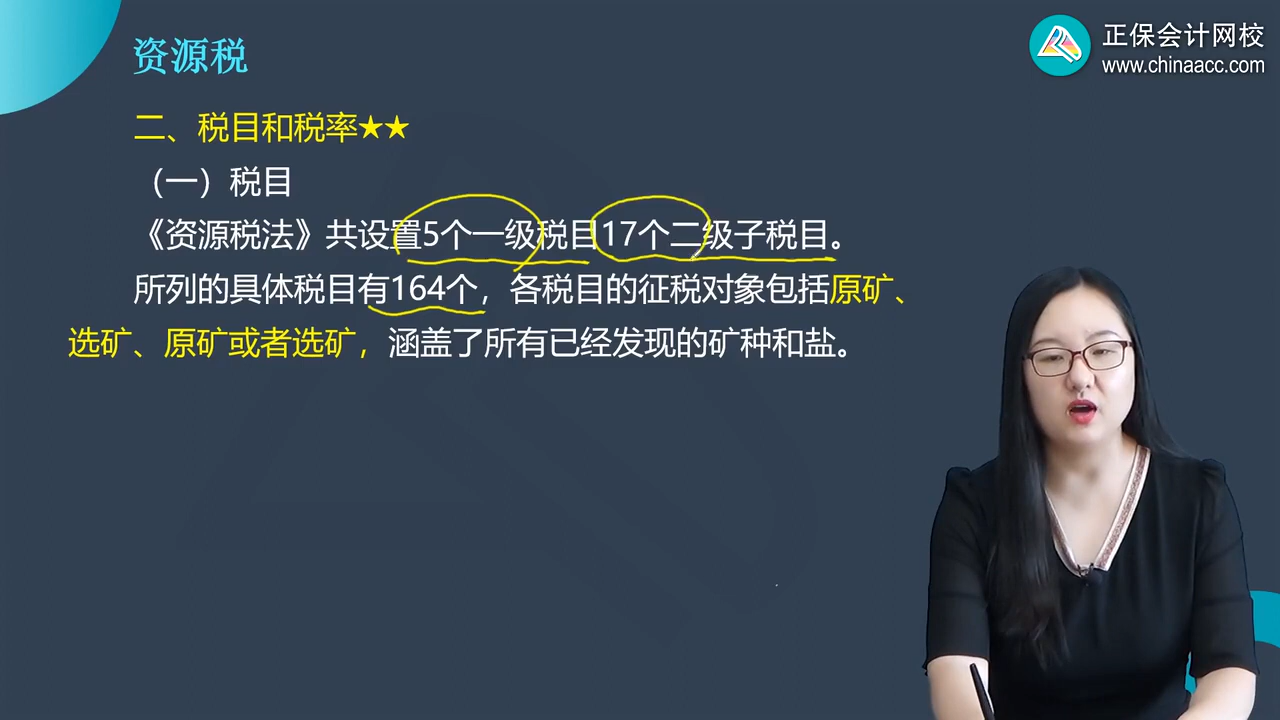 资源税
正保会计网校
www.chinaacc.com
二、税目和税率★★
（一）税目
《资源税法》共设置5个一级税目17个二级子税目。
所列的具体税目有164个，各税目的征税对象包括原矿、
选矿、原矿或者选矿，涵盖了所有已经发现的矿种和盐。